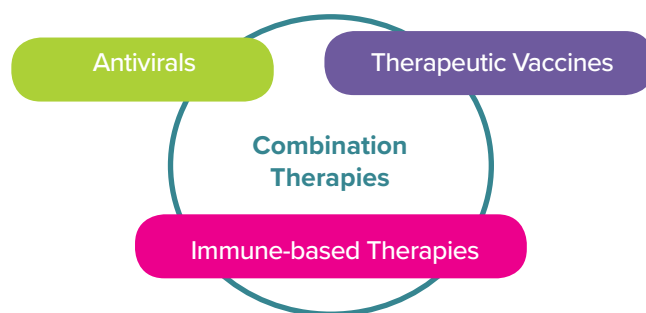 Antivirals
Therapeutic Vaccines
Combination
Therapies
Immune-based Therapies